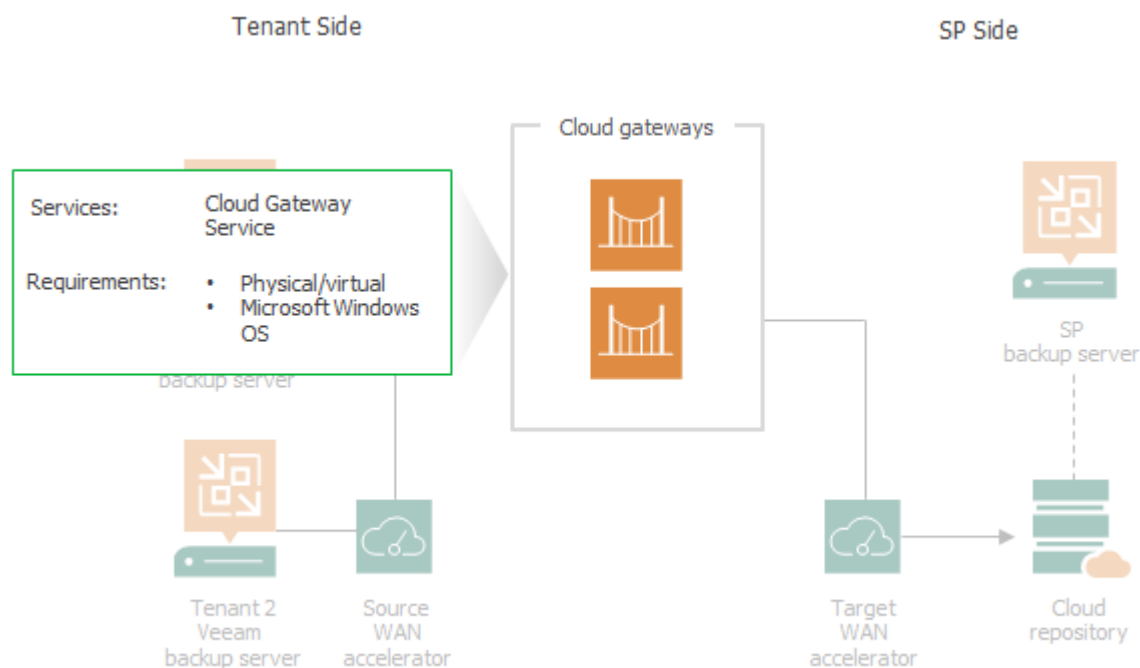 Tenant Side
SP Side
Cloud gateways
Services:
Cloud Gateway
Service
Requirements:
• Physical/virtual
• Microsoft Windows
OS
backup server
SP
backup server
Tenant 2
Veeam
backup server
Source
WAN
accelerator
Target
WAN
accelerator
Cloud
repository